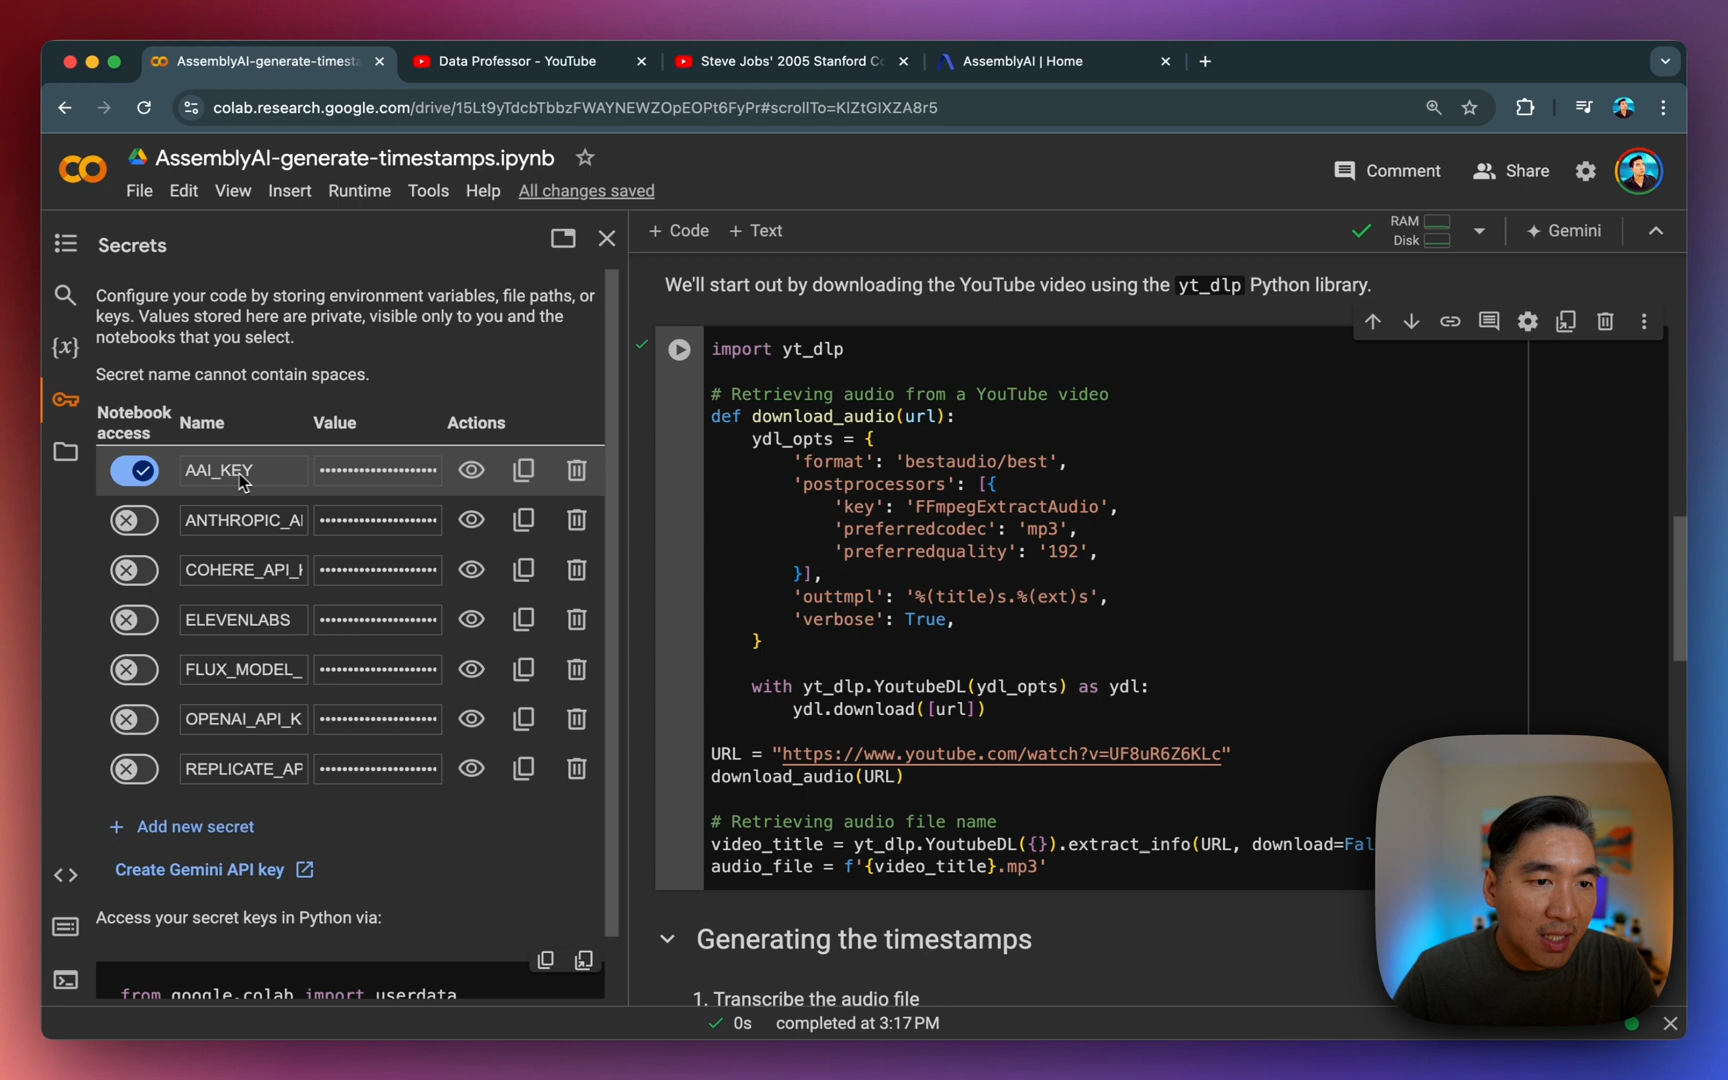 AssemblyAI-generate-timesta
Data Professor - YouTube
Steve Jobs' 2005 Stanford Co
AssemblyAI | Home
colab.research.google.com/drive/15Lt9yTdcbTbbzFWAYNEWZOpEOPt6FyPr#scrollTo=KlZtGlXZA8r5
AssemblyAI-generate-timestamps.ipynb
Comment
Share
File
Edit
View
Insert
Runtime
Tools
Help
All changes saved
Secrets
+ Code
+ Text
RAM
Disk
Gemini
Configure your code by storing environment variables, file paths, or
keys. Values stored here are private, visible only to you and the
notebooks that you select.
Secret name cannot contain spaces.
Notebook
access
Name
Value
Actions
AAI_KEY
ANTHROPIC_AI
COHERE_API_K
ELEVENLABS
FLUX_MODEL_
OPENAI_API_K
REPLICATE_AP
+ Add new secret
Create Gemini API key
Access your secret keys in Python via:
from google.colab import userdata
We'll start out by downloading the YouTube video using the yt_dlp Python library.
import yt_dlp
# Retrieving audio from a YouTube video
def download_audio(url):
ydl_opts = {
'format': 'bestaudio/best',
'postprocessors': [{
'key': 'FFmpegExtractAudio',
'preferredcodec': 'mp3',
'preferredquality': '192',
}],
'outtmpl': '%(title)s.%(ext)s',
'verbose': True,
}
with yt_dlp.YoutubeDL(ydl_opts) as ydl:
ydl.download([url])
URL = "https://www.youtube.com/watch?v=UF8uR6Z6KLc"
download_audio(URL)
# Retrieving audio file name
video_title = yt_dlp.YoutubeDL({}).extract_info(URL, download=Fal
audio_file = f'{video_title}.mp3'
Generating the timestamps
1. Transcribe the audio file
0s
completed at 3:17 PM